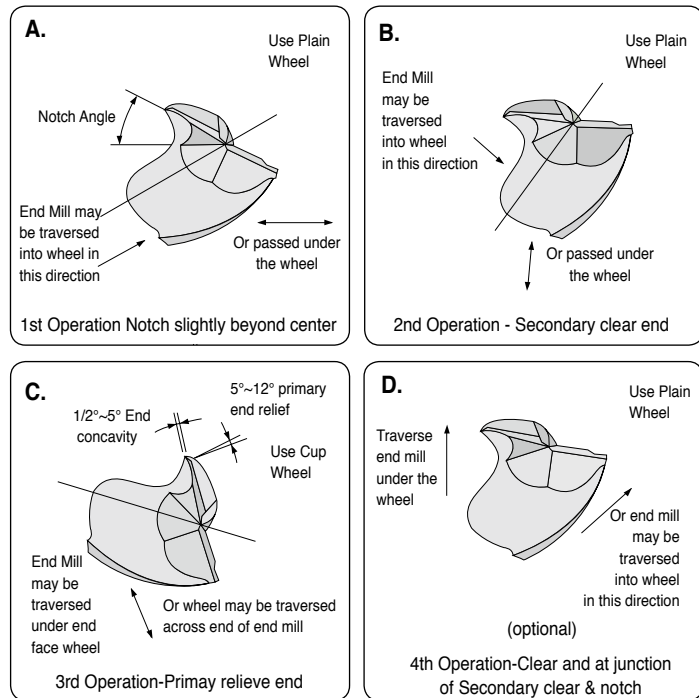 A.
Use Plain
Wheel
Notch Angle
End Mill may
be traversed
into wheel in
this direction
Or passed under
the wheel
1st Operation Notch slightly beyond center
B.
Use Plain
Wheel
End Mill
may be
traversed
into wheel
in this direction
Or passed under
the wheel
2nd Operation - Secondary clear end
C.
5°~12° primary
end relief
1/2°~5° End
concavity
Use Cup
Wheel
End Mill
may be
traversed
under end
face wheel
Or wheel may be traversed
across end of end mill
3rd Operation-Primay relieve end
D.
Use Plain
Wheel
Traverse
end mill
under the
wheel
Or end mill
may be
traversed
into wheel
in this direction
(optional)
4th Operation-Clear and at junction
of Secondary clear & notch